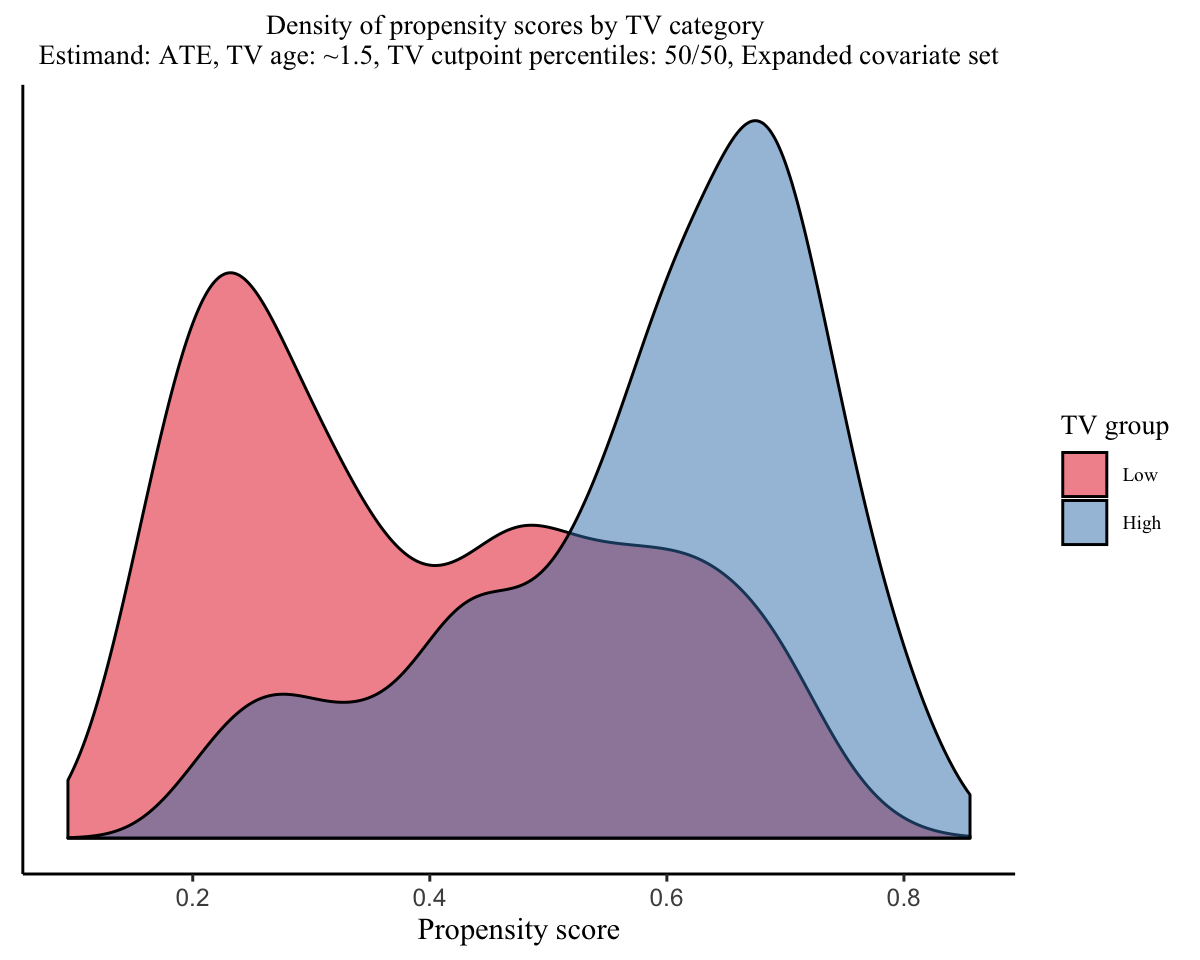 Density of propensity scores by TV category
Estimand: ATE, TV age: ~1.5, TV cutpoint percentiles: 50/50, Expanded covariate set
TV group
Low
High
0.2
0.4
0.6
0.8
Propensity score